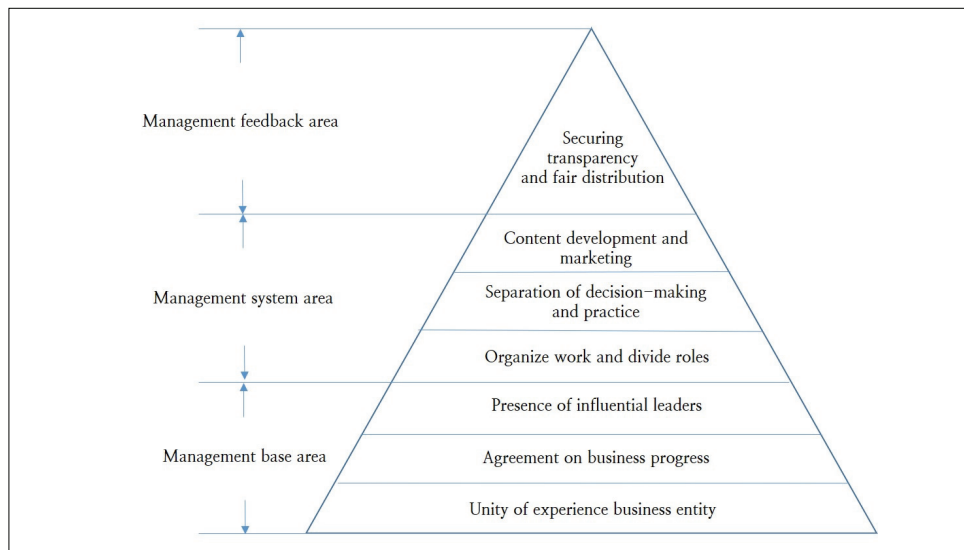 Management feedback area
Securing
transparency
and fair distribution
Management system area
Content development and
marketing
Separation of decision-making
and practice
Organize work and divide roles
Management base area
Presence of influential leaders
Agreement on business progress
Unity of experience business entity